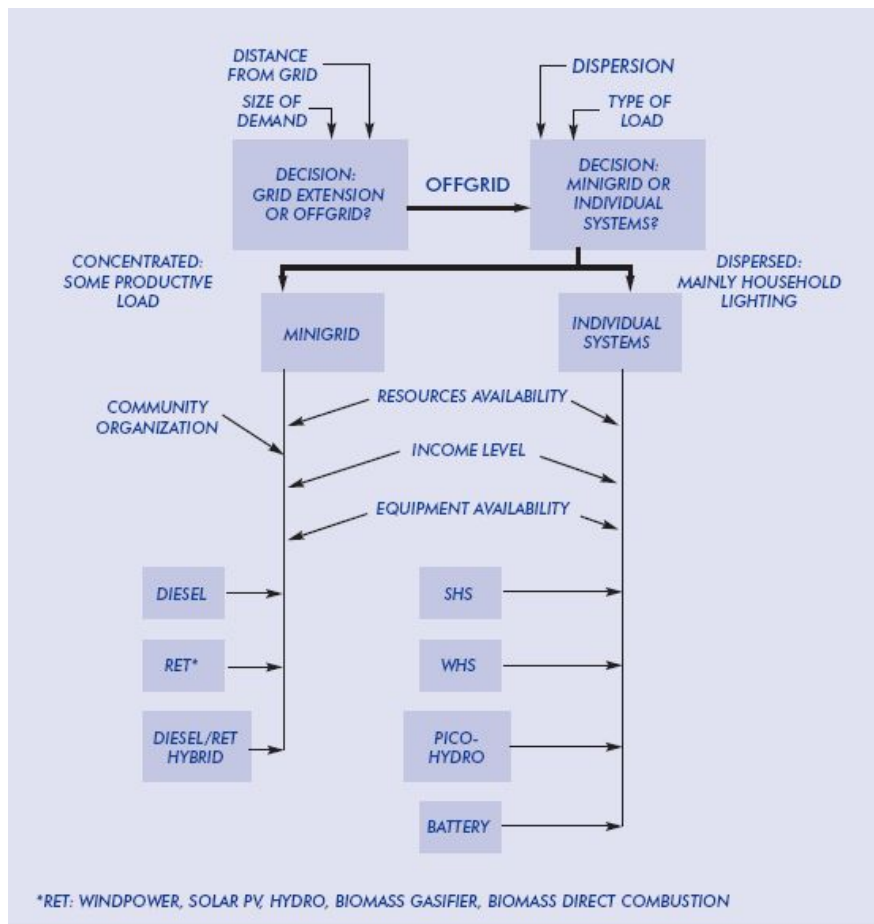 DISTANCE
FROM GRID
DISPERSION
SIZE OF
DEMAND
TYPE OF
LOAD
DECISION:
GRID EXTENSION
OR OFFGRID?
OFFGRID
DECISION:
MINIGRID OR
INDIVIDUAL
SYSTEMS?
CONCENTRATED:
SOME PRODUCTIVE
LOAD
DISPERSED:
MAINLY HOUSEHOLD
LIGHTING
MINIGRID
INDIVIDUAL
SYSTEMS
COMMUNITY
ORGANIZATION
RESOURCES AVAILABILITY
INCOME LEVEL
EQUIPMENT AVAILABILITY
DIESEL
SHS
RET*
WHS
DIESEL/RET
HYBRID
PICO-
HYDRO
BATTERY
*RET: WINDPOWER, SOLAR PV, HYDRO, BIOMASS GASIFIER, BIOMASS DIRECT COMBUSTION